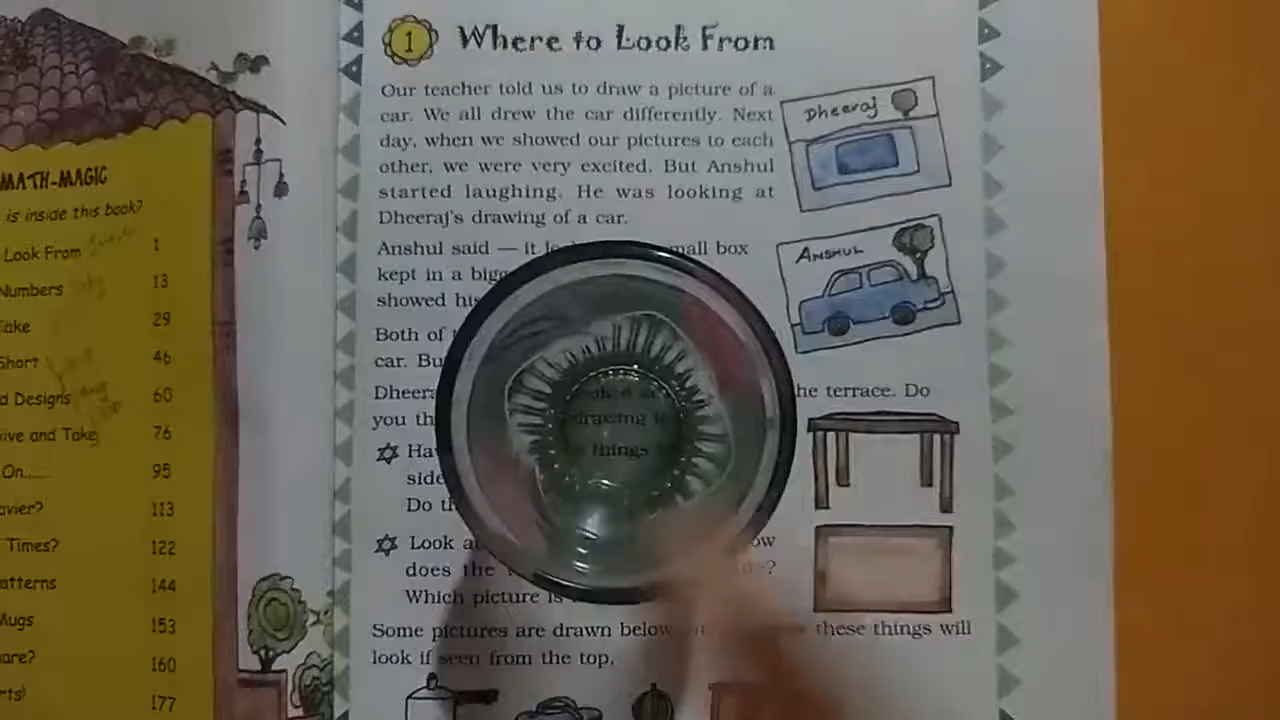 MATH-MAGIC
is inside this book?
Look From 1
Numbers 13
Take 29
Short 46
d Designs 60
ive and Take 76
On..... 95
avier? 113
Times? 122
atterns 144
Mugs 153
are? 160
rts! 177
1 Where to Look From
Our teacher told us to draw a picture of a
car. We all drew the car differently. Next
day, when we showed our pictures to each
other, we were very excited. But Anshul
started laughing. He was looking at
Dheeraj's drawing of a car.
Dheeraj
Anshul said — it mall box
kept in a bigg
showed his
ANSHUL
Both of
car. Bu
Dheera he terrace. Do
you th drawing
things
Ha
side
Do th
Look at ow
does the ?
Which picture is
Some pictures are drawn below these things will
look if seen from the top.